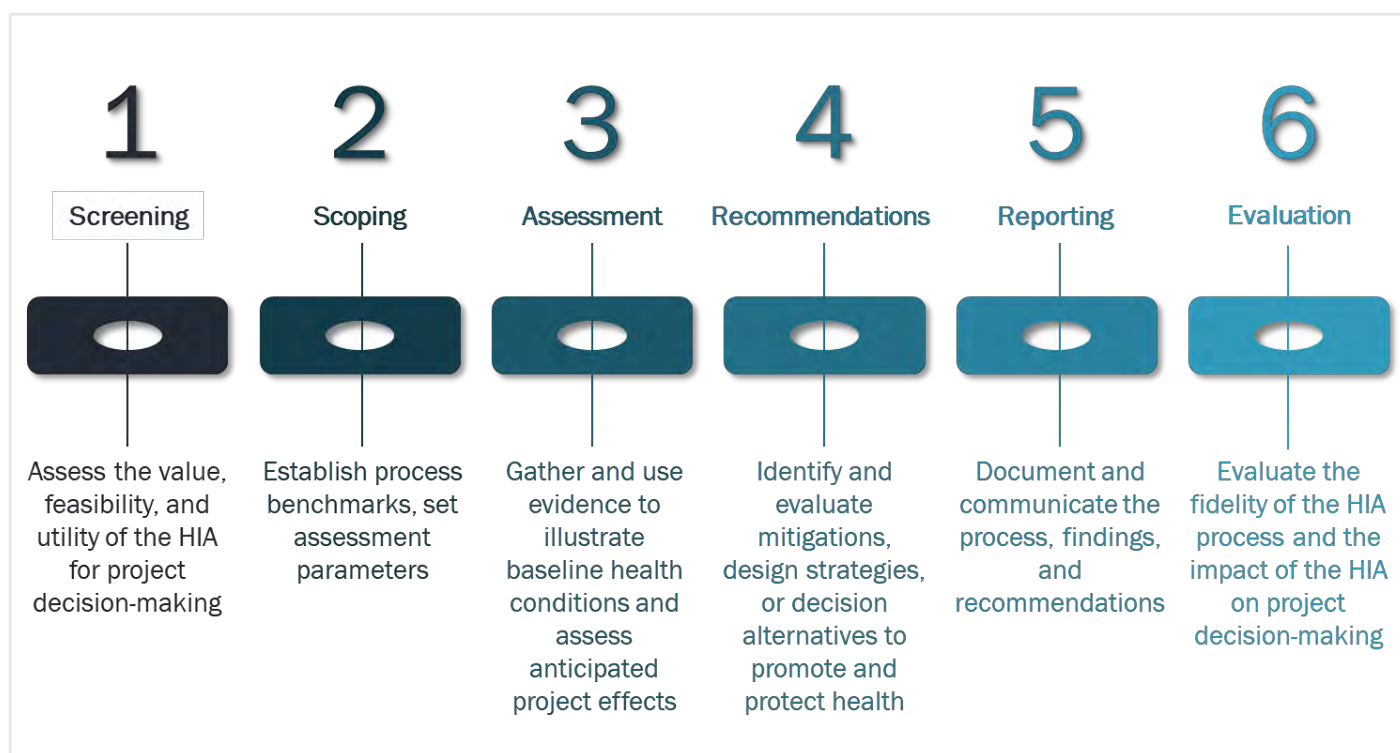 1
Screening
Assess the value,
feasibility, and
utility of the HIA
for project
decision-making
2
Scoping
Establish process
benchmarks, set
assessment
parameters
3
Assessment
Gather and use
evidence to
illustrate
baseline health
conditions and
assess
anticipated
project effects
4
Recommendations
Identify and
evaluate
mitigations,
design strategies,
or decision
alternatives to
promote and
protect health
5
Reporting
Document and
communicate the
process, findings,
and
recommendations
6
Evaluation
Evaluate the
fidelity of the HIA
process and the
impact of the HIA
on project
decision-making